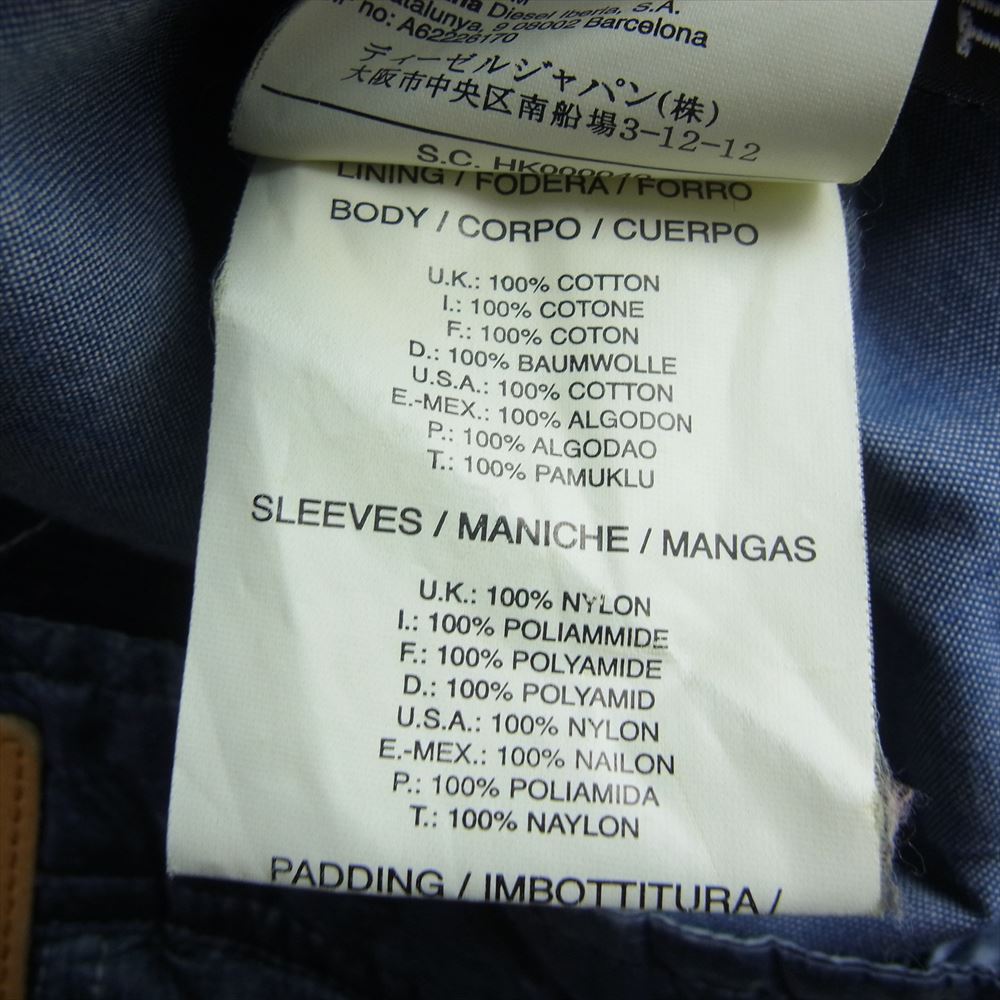 Diesel Iberia, S.A.
9 08002 Barcelona
no: A62226170
ディーゼルジャパン(株)
大阪市中央区南船場3-12-12
S.C.
LINING / FODERA / FORRO
BODY / CORPO / CUERPO
U.K.: 100% COTTON
I.: 100% COTONE
F.: 100% COTON
D.: 100% BAUMWOLLE
U.S.A.: 100% COTTON
E.-MEX.: 100% ALGODON
P.: 100% ALGODAO
T.: 100% PAMUKLU
SLEEVES / MANICHE / MANGAS
U.K.: 100% NYLON
I.: 100% POLIAMMIDE
F.: 100% POLYAMIDE
D.: 100% POLYAMID
U.S.A.: 100% NYLON
E.-MEX.: 100% NAILON
P.: 100% POLIAMIDA
T.: 100% NAYLON
PADDING / IMBOTTITURA /